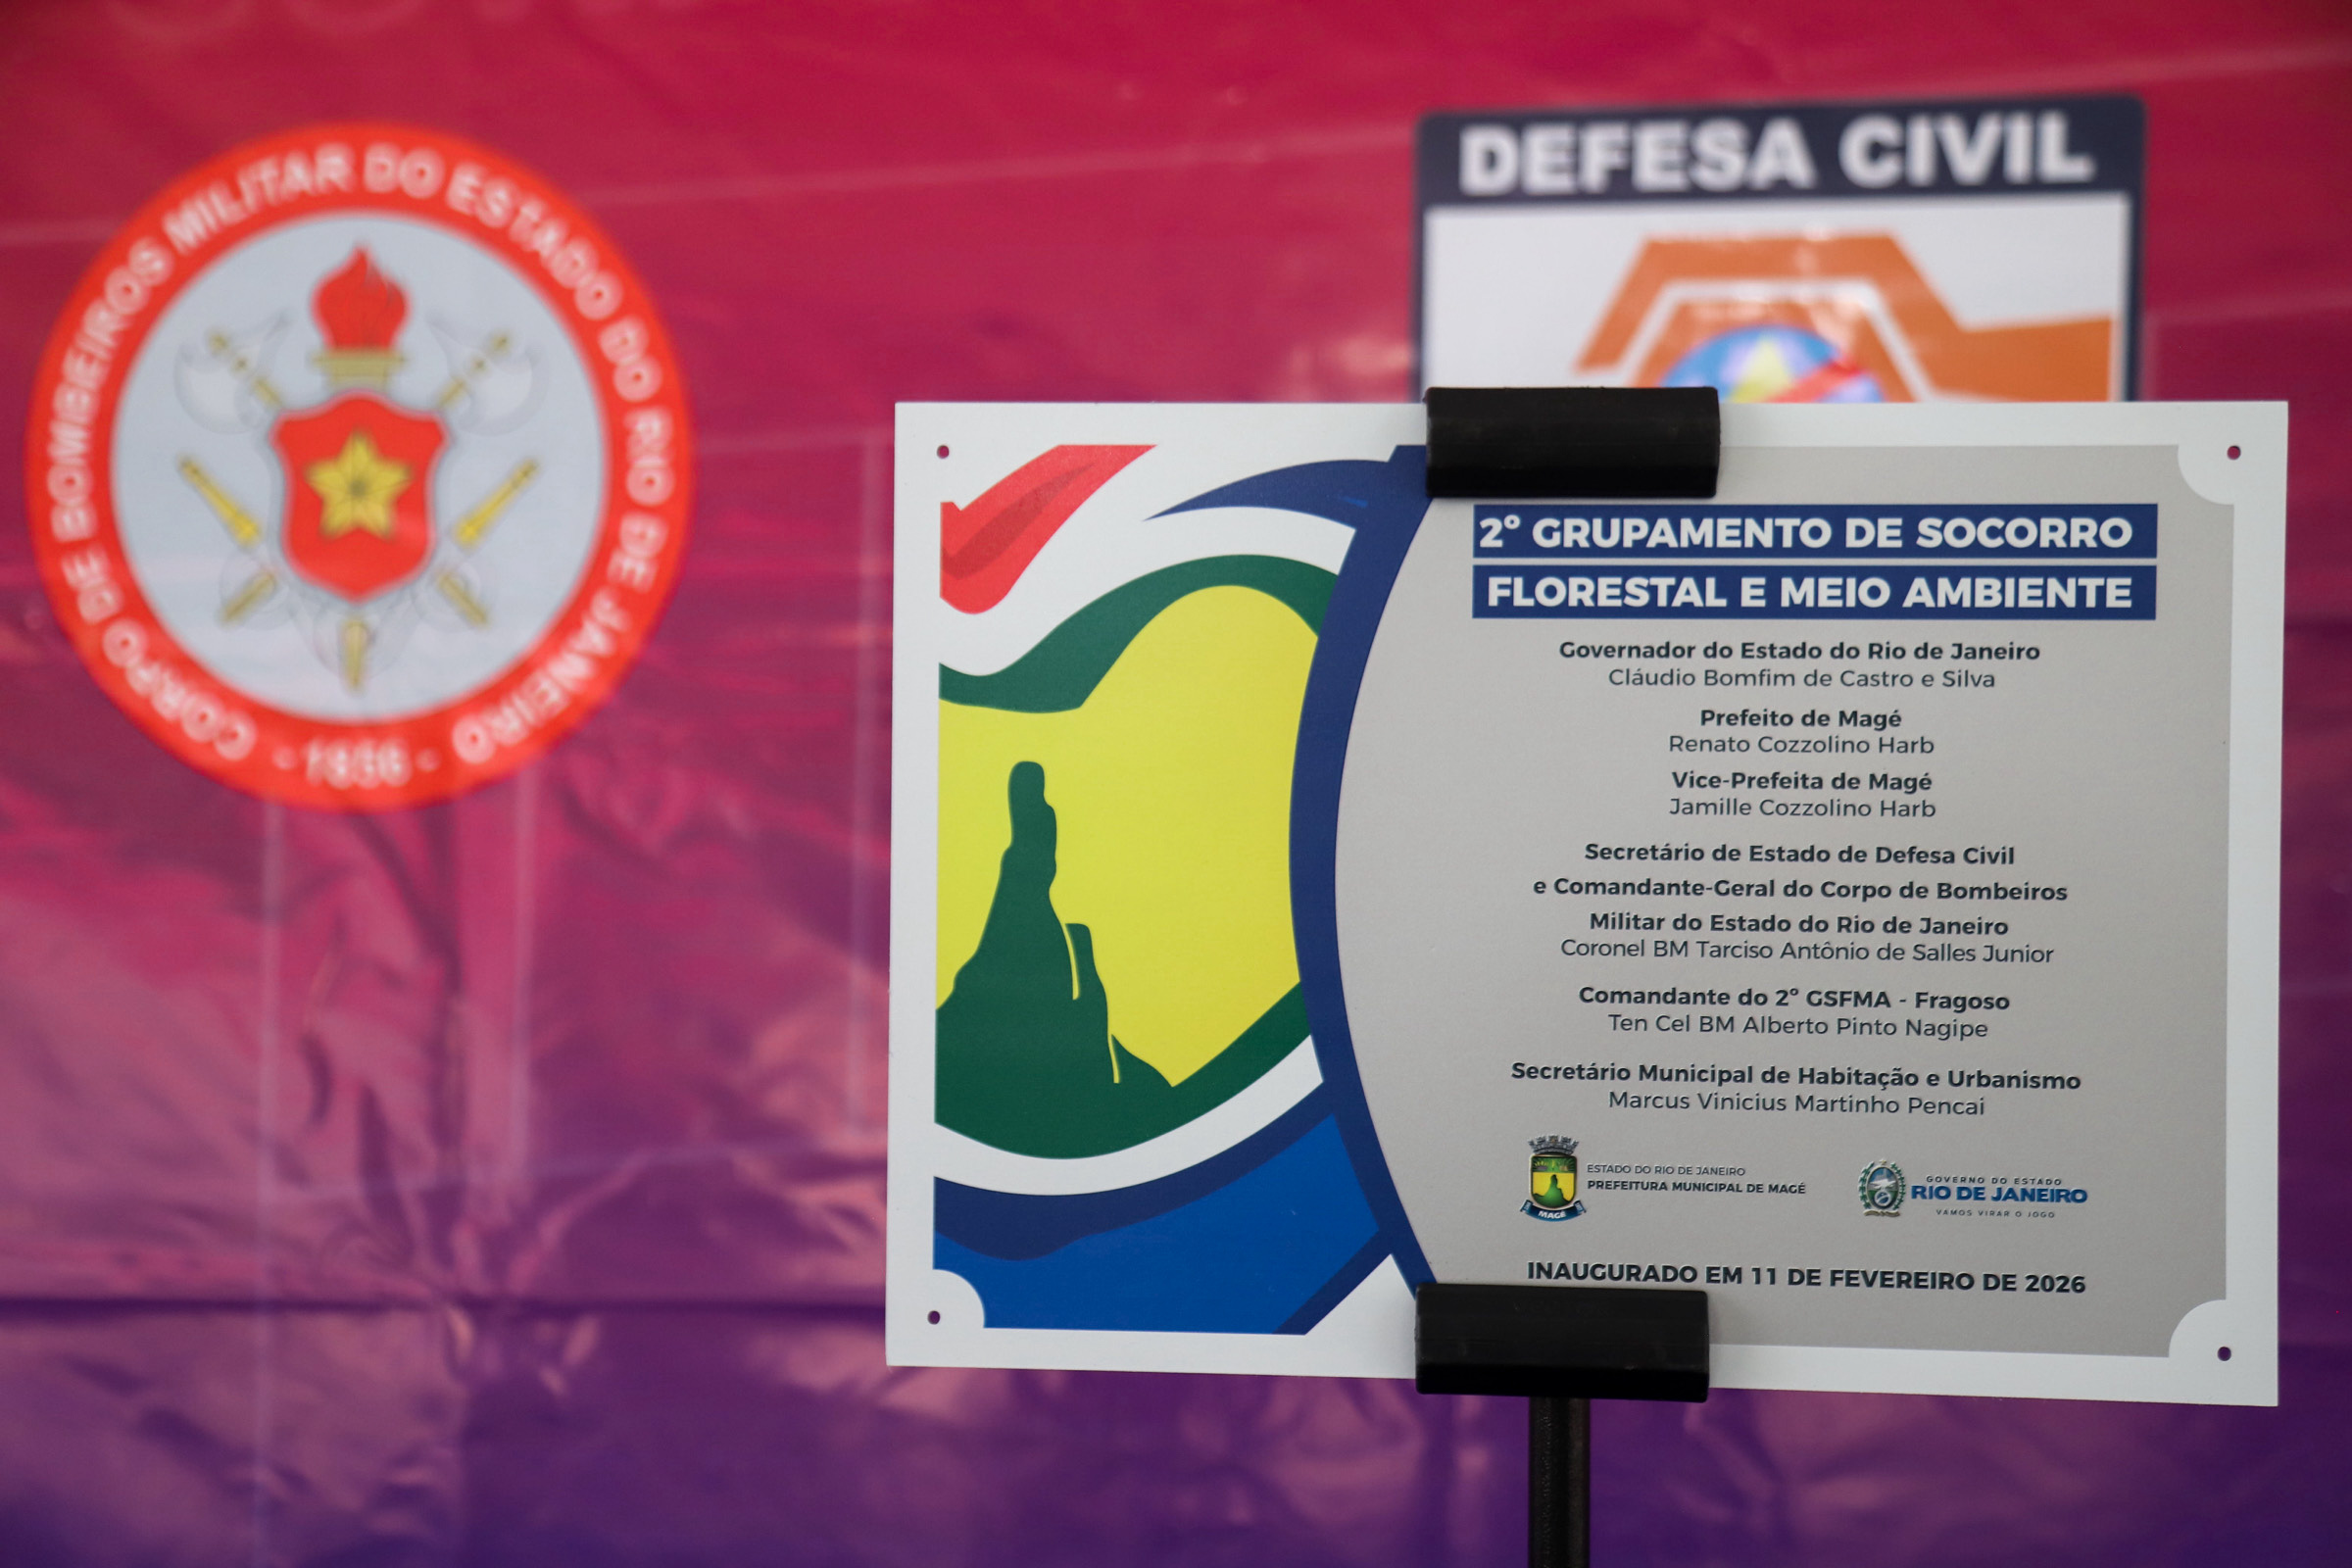 CORPO DE BOMBEIROS MILITAR DO ESTADO DO RIO DE JANEIRO
- 1856 -
DEFESA CIVIL
2º GRUPAMENTO DE SOCORRO
FLORESTAL E MEIO AMBIENTE
Governador do Estado do Rio de Janeiro
Cláudio Bomfim de Castro e Silva
Prefeito de Magé
Renato Cozzolino Harb
Vice-Prefeita de Magé
Jamille Cozzolino Harb
Secretário de Estado de Defesa Civil
e Comandante-Geral do Corpo de Bombeiros
Militar do Estado do Rio de Janeiro
Coronel BM Tarciso Antônio de Salles Junior
Comandante do 2º GSFMA - Fragoso
Ten Cel BM Alberto Pinto Nagipe
Secretário Municipal de Habitação e Urbanismo
Marcus Vinicius Martinho Pencai
MAGÉ
ESTADO DO RIO DE JANEIRO
PREFEITURA MUNICIPAL DE MAGÉ
GOVERNO DO ESTADO
RIO DE JANEIRO
VAMOS VIRAR O JOGO
INAUGURADO EM 11 DE FEVEREIRO DE 2026